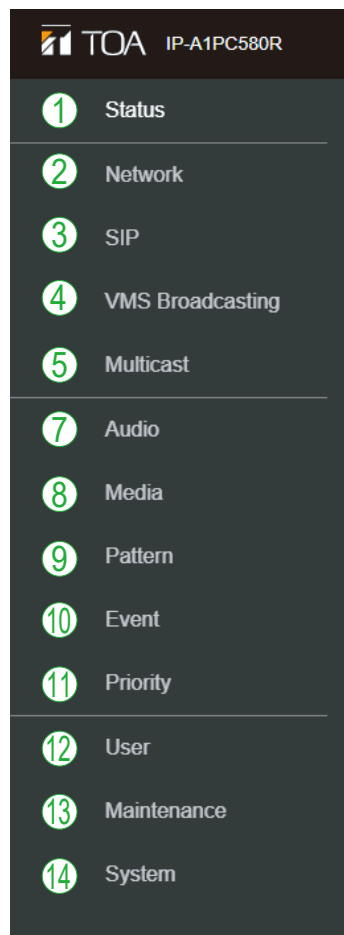 TOA IP-A1PC580R
1 Status
2 Network
3 SIP
4 VMS Broadcasting
5 Multicast
7 Audio
8 Media
9 Pattern
10 Event
11 Priority
12 User
13 Maintenance
14 System